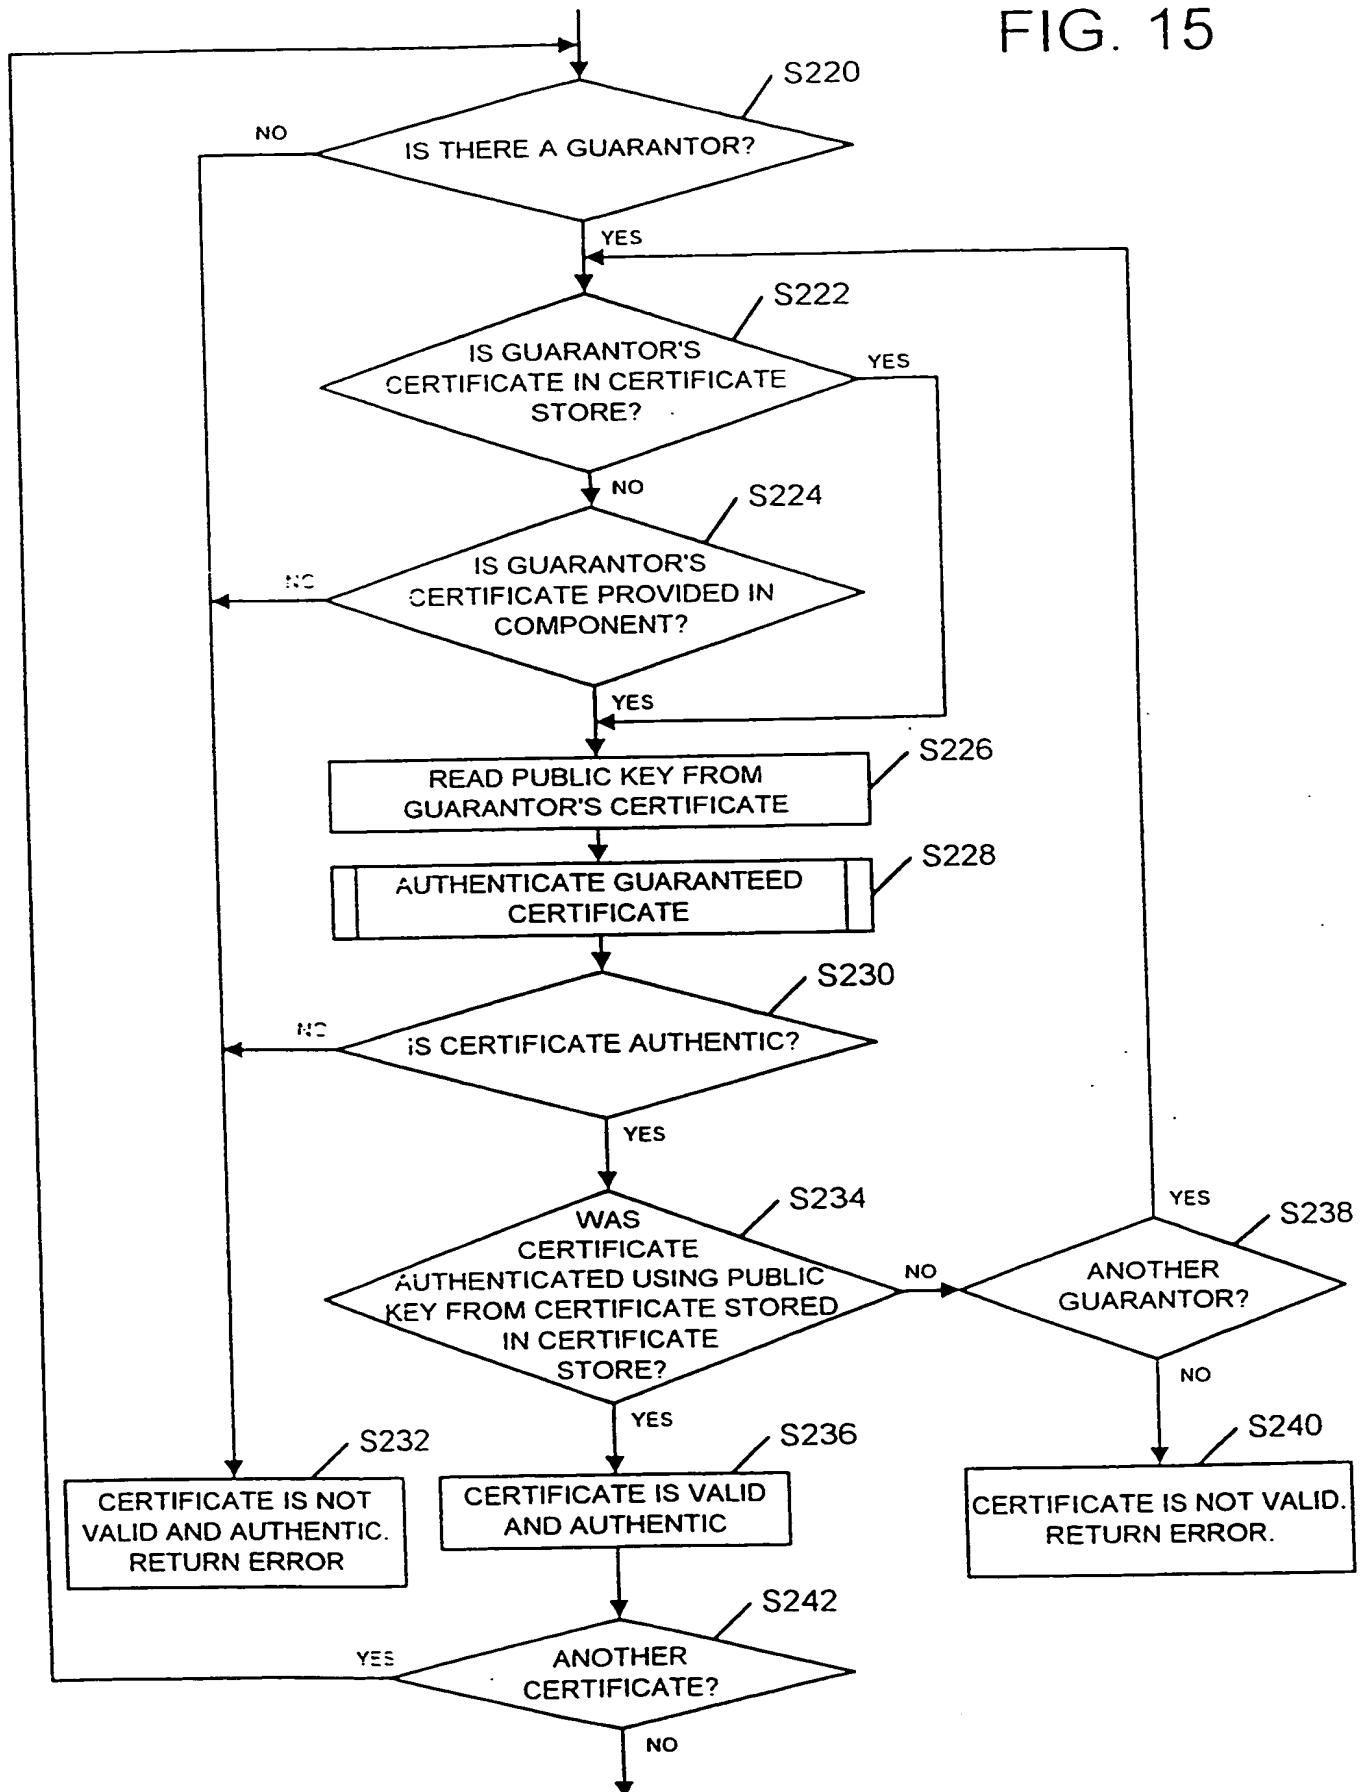 FIG. 15
S220
NO
IS THERE A GUARANTOR?
YES
S222
IS GUARANTOR'S
CERTIFICATE IN CERTIFICATE
STORE?
YES
NO
S224
IS GUARANTOR'S
CERTIFICATE PROVIDED IN
COMPONENT?
NO
YES
S226
READ PUBLIC KEY FROM
GUARANTOR'S CERTIFICATE
S228
AUTHENTICATE GUARANTEED
CERTIFICATE
S230
NO
IS CERTIFICATE AUTHENTIC?
YES
S234
WAS
CERTIFICATE
AUTHENTICATED USING PUBLIC
KEY FROM CERTIFICATE STORED
IN CERTIFICATE
STORE?
NO
YES
S238
ANOTHER
GUARANTOR?
NO
YES
S232
CERTIFICATE IS NOT
VALID AND AUTHENTIC.
RETURN ERROR
S236
CERTIFICATE IS VALID
AND AUTHENTIC
S240
CERTIFICATE IS NOT VALID.
RETURN ERROR.
S242
YES
ANOTHER
CERTIFICATE?
NO